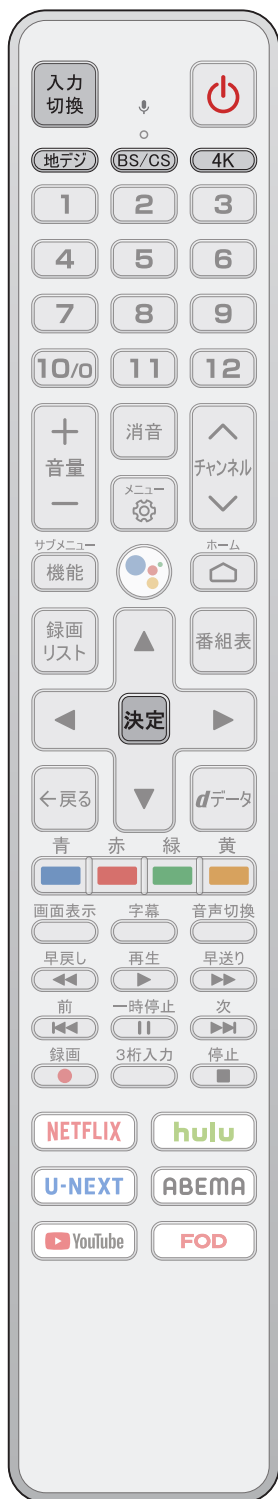 入力
切換
地デジ
BS/CS
4K
1
2
3
4
5
6
7
8
9
10/0
11
12
＋
音量
－
消音
メニュー
チャンネル
サブメニュー
機能
ホーム
録画
リスト
番組表
決定
←戻る
dデータ
青
赤
緑
黄
画面表示
字幕
音声切換
早戻し
再生
早送り
前
一時停止
次
録画
3桁入力
停止
NETFLIX
hulu
U-NEXT
ABEMA
YouTube
FOD